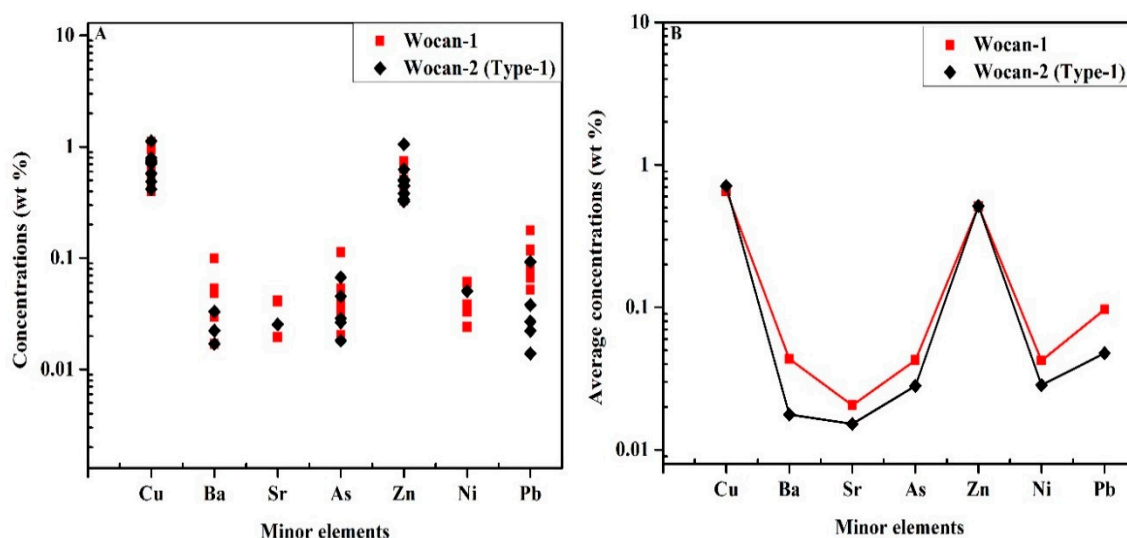 A
Wocan-1
Wocan-2 (Type-1)
10
1
0.1
0.01
Concentrations (wt %)
Cu Ba Sr As Zn Ni Pb
Minor elements
B
Wocan-1
Wocan-2 (Type-1)
10
1
0.1
0.01
Average concentrations (wt %)
Cu Ba Sr As Zn Ni Pb
Minor elements